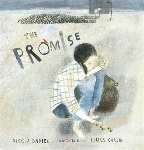 THE
PROMISE
NICOLA DAVIES LAURA CARLIN